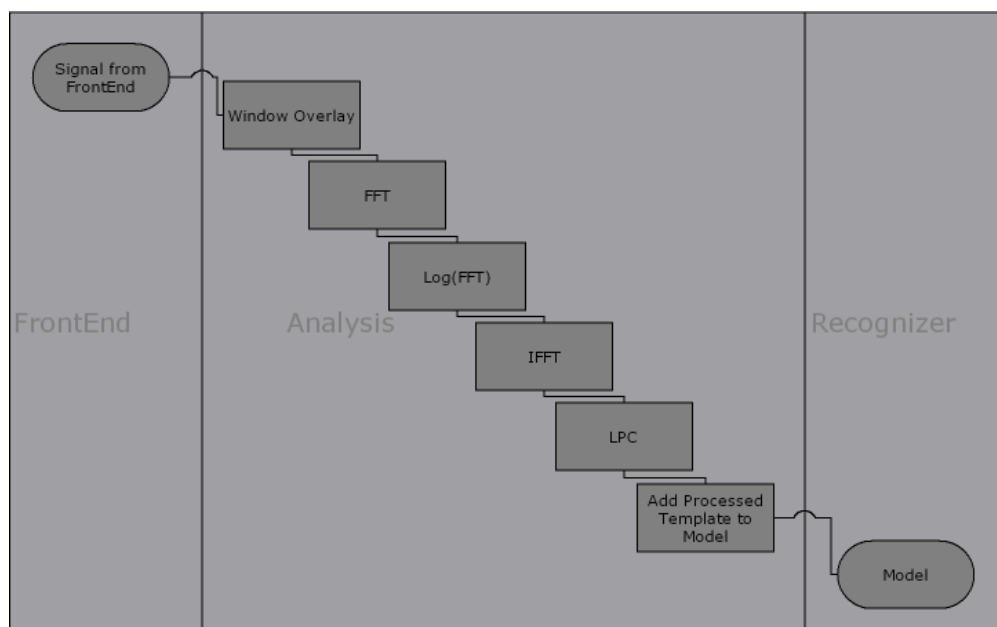 Signal from
FrontEnd
Window Overlay
FFT
Log(FFT)
FrontEnd
Analysis
Recognizer
IFFT
LPC
Add Processed
Template to
Model
Model